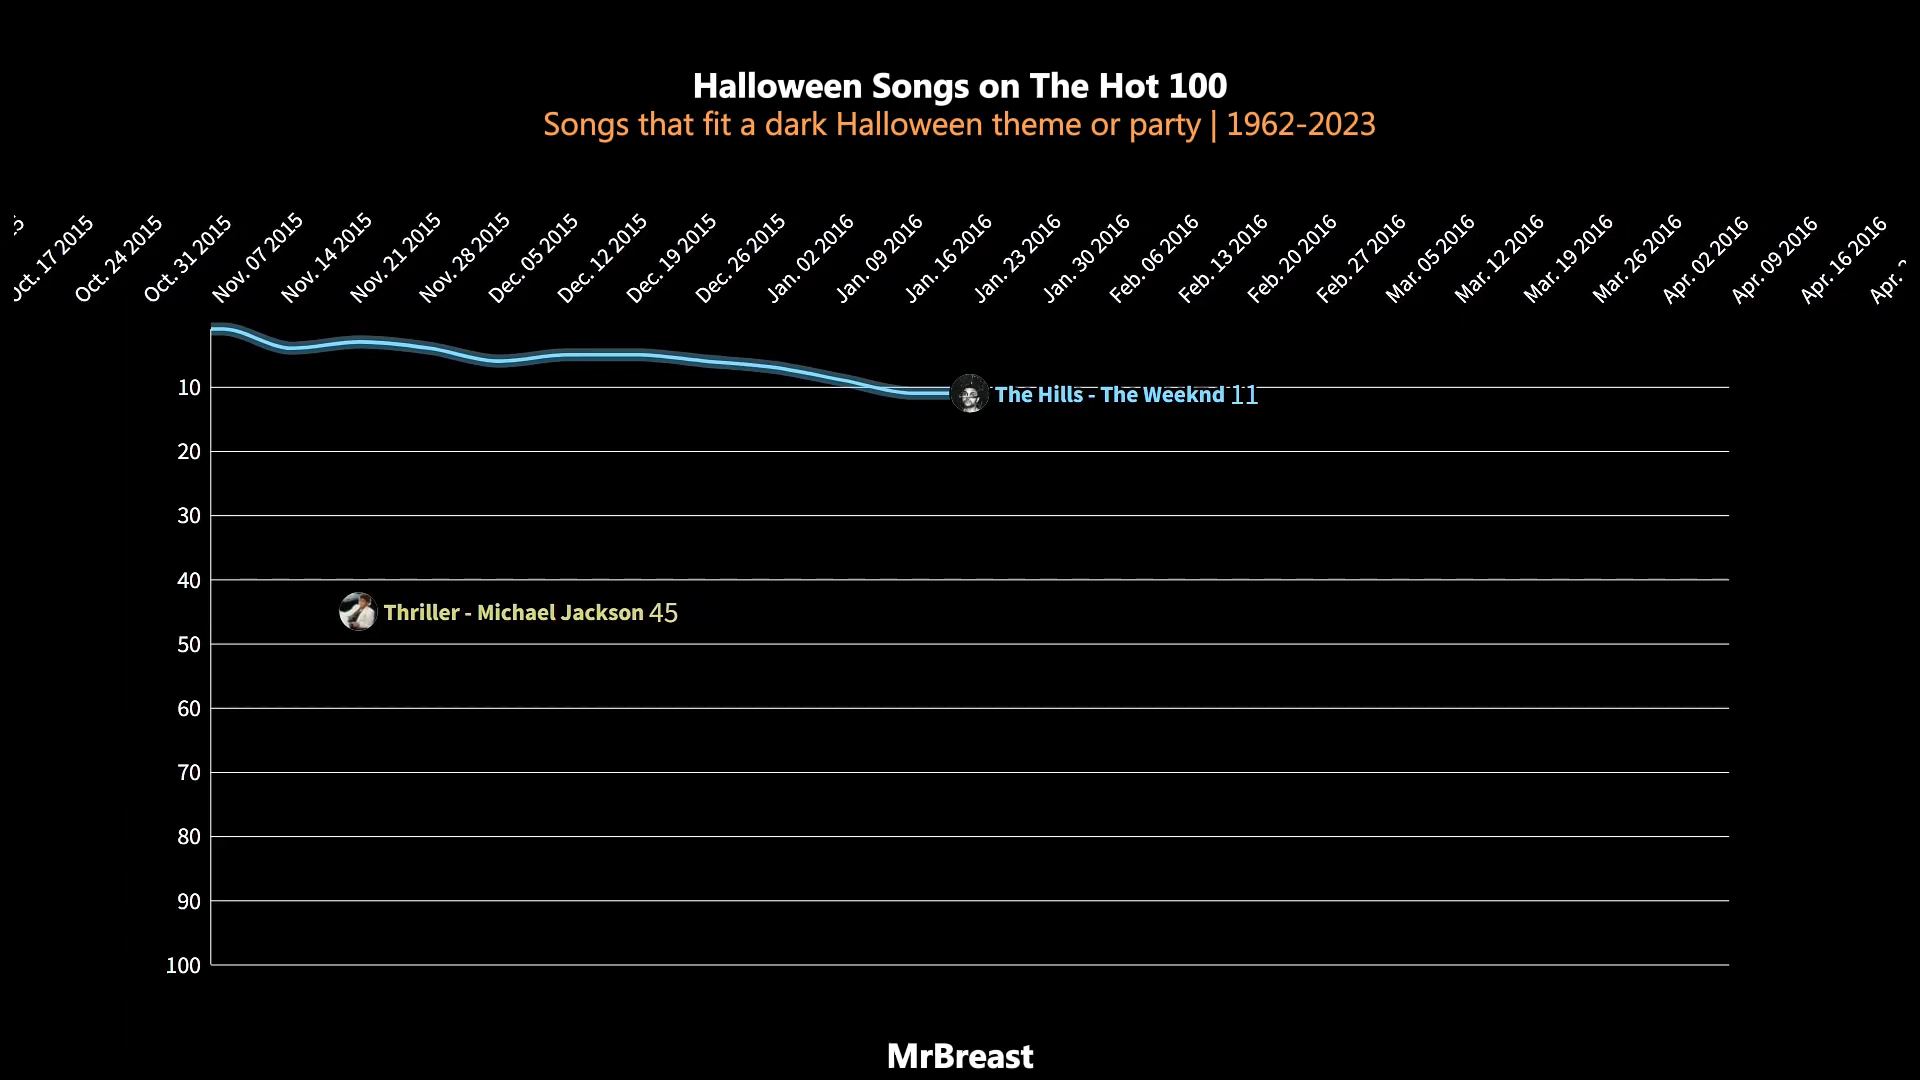 Halloween Songs on The Hot 100
Songs that fit a dark Halloween theme or party | 1962-2023
Oct. 17 2015
Oct. 24 2015
Oct. 31 2015
Nov. 07 2015
Nov. 14 2015
Nov. 21 2015
Nov. 28 2015
Dec. 05 2015
Dec. 12 2015
Dec. 19 2015
Dec. 26 2015
Jan. 02 2016
Jan. 09 2016
Jan. 16 2016
Jan. 23 2016
Jan. 30 2016
Feb. 06 2016
Feb. 13 2016
Feb. 20 2016
Feb. 27 2016
Mar. 05 2016
Mar. 12 2016
Mar. 19 2016
Mar. 26 2016
Apr. 02 2016
Apr. 09 2016
Apr. 16 2016
Apr.
10
The Hills - The Weeknd 11
20
30
40
Thriller - Michael Jackson 45
50
60
70
80
90
100
MrBreast